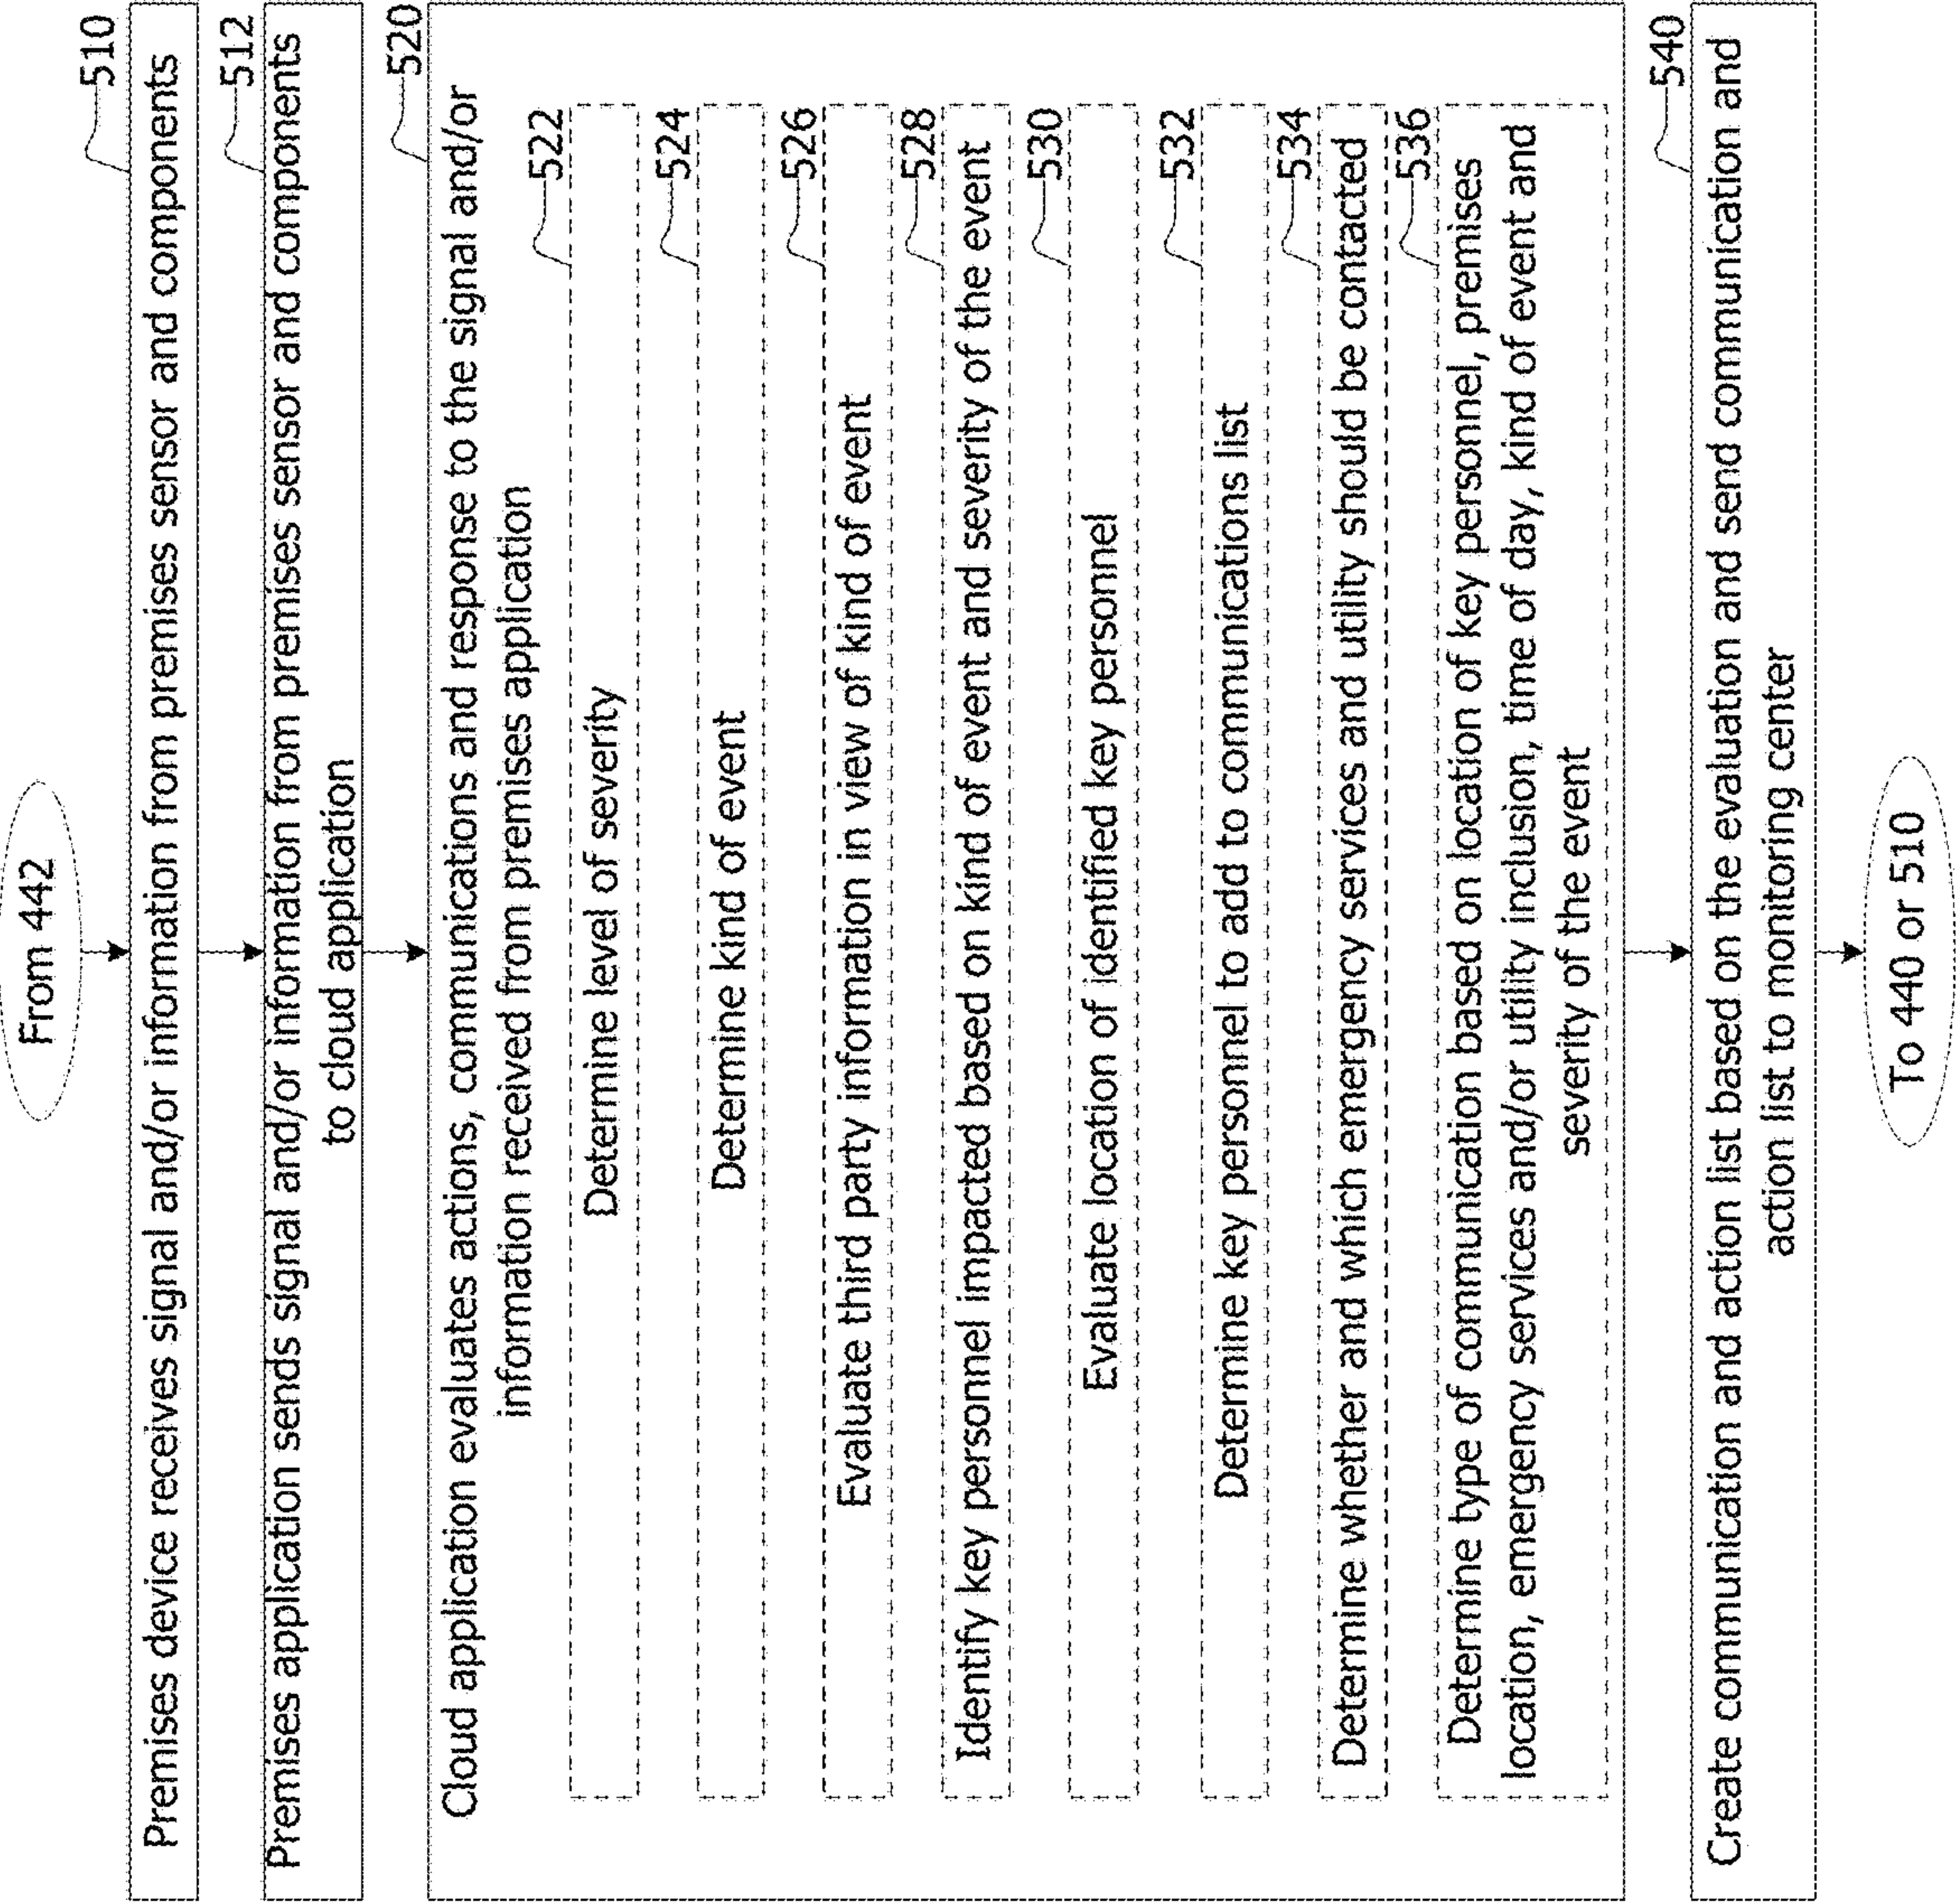 From 442
510
Premises device receives signal and/or information from premises sensor and components
512
Premises application sends signal and/or information from premises sensor and components
to cloud application
520
Cloud application evaluates actions, communications and response to the signal and/or
information received from premises application
522
Determine level of severity
524
Determine kind of event
526
Evaluate third party information in view of kind of event
528
Identify key personnel impacted based on kind of event and severity of the event
530
Evaluate location of identified key personnel
532
Determine key personnel to add to communications list
534
Determine whether and which emergency services and utility should be contacted
536
Determine type of communication based on location of key personnel, premises
location, emergency services and/or utility inclusion, time of day, kind of event and
severity of the event
540
Create communication and action list based on the evaluation and send communication and
action list to monitoring center
To 440 or 510